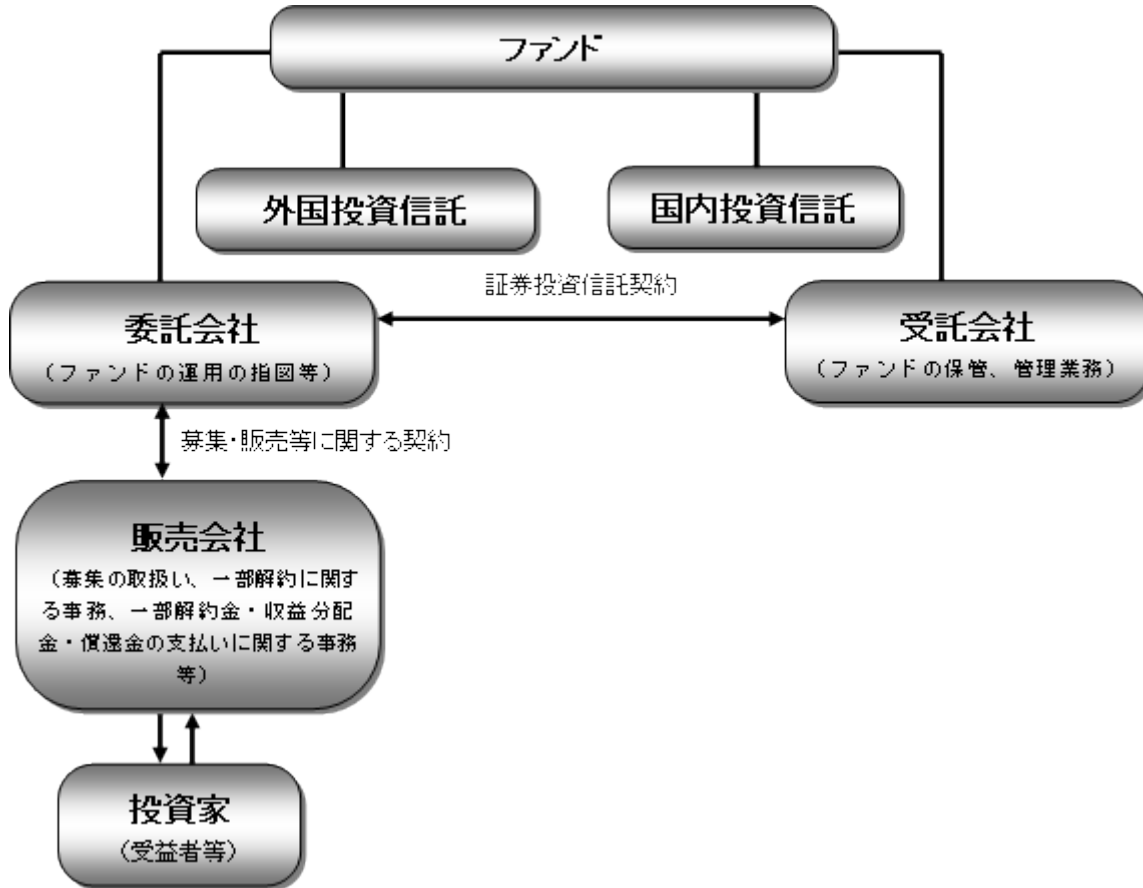 ファンド
外国投資信託
国内投資信託
証券投資信託契約
委託会社
（ファンドの運用の指図等）
受託会社
（ファンドの保管、管理業務）
募集・販売等に関する契約
販売会社
（募集の取扱い、一部解約に関す
る事務、一部解約金・収益分配
金・償還金の支払いに関する事務
等）
投資家
（受益者等）